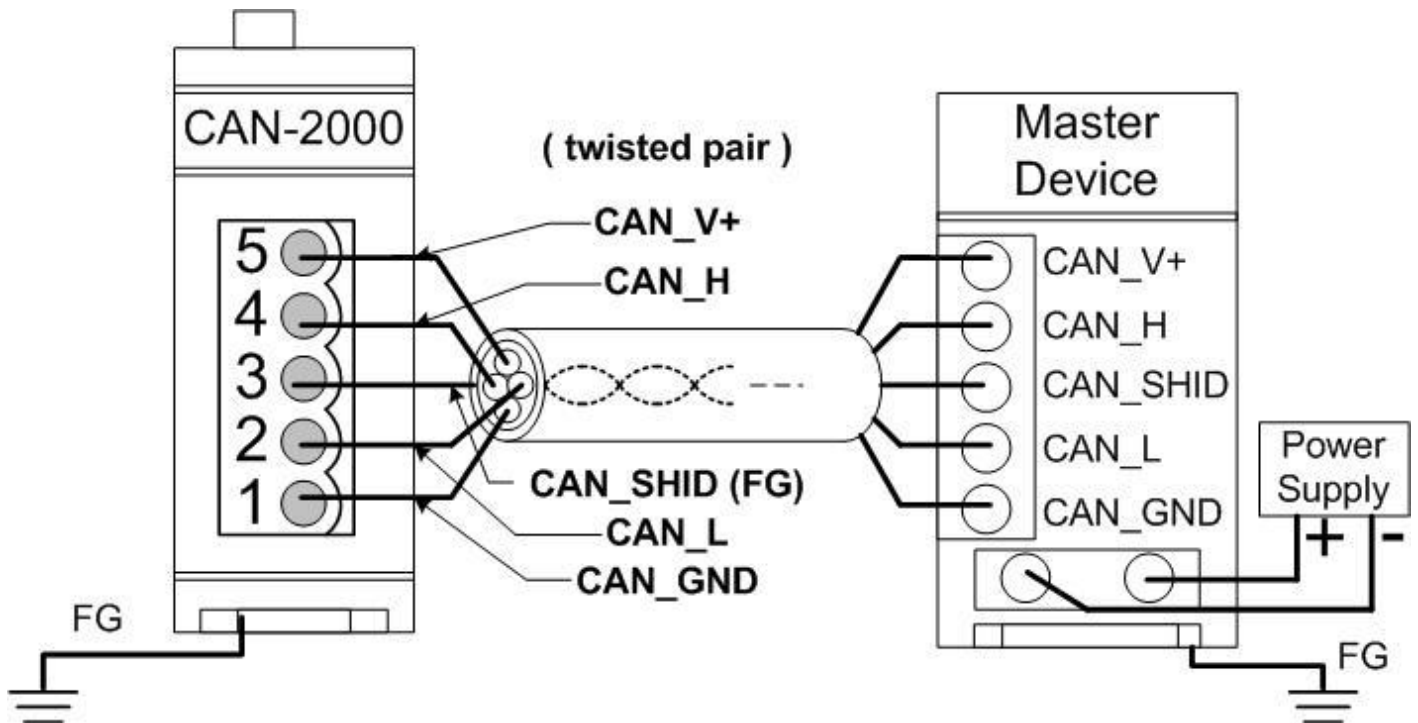 CAN-2000
5
4
3
2
1
FG
( twisted pair )
CAN_V+
CAN_H
CAN_SHID (FG)
CAN_L
CAN_GND
Master
Device
CAN_V+
CAN_H
CAN_SHID
CAN_L
CAN_GND
Power
Supply
+ -
FG